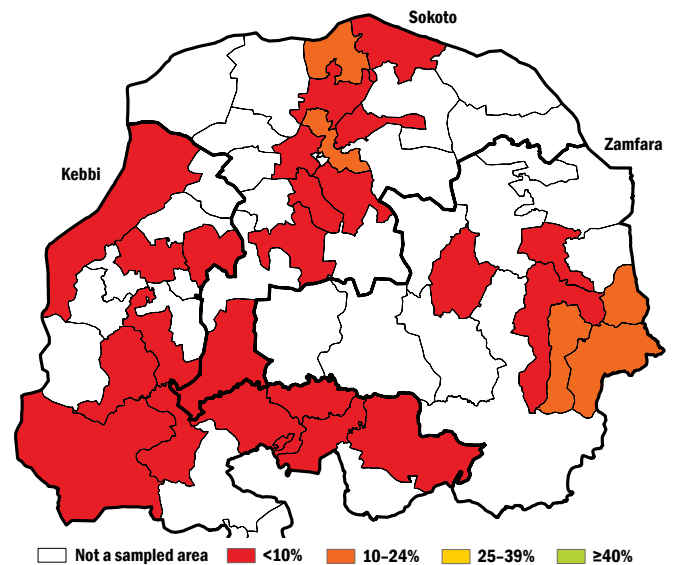 Sokoto
Zamfara
Kebbi
Not a sampled area <10% 10–24% 25–39% ≥40%